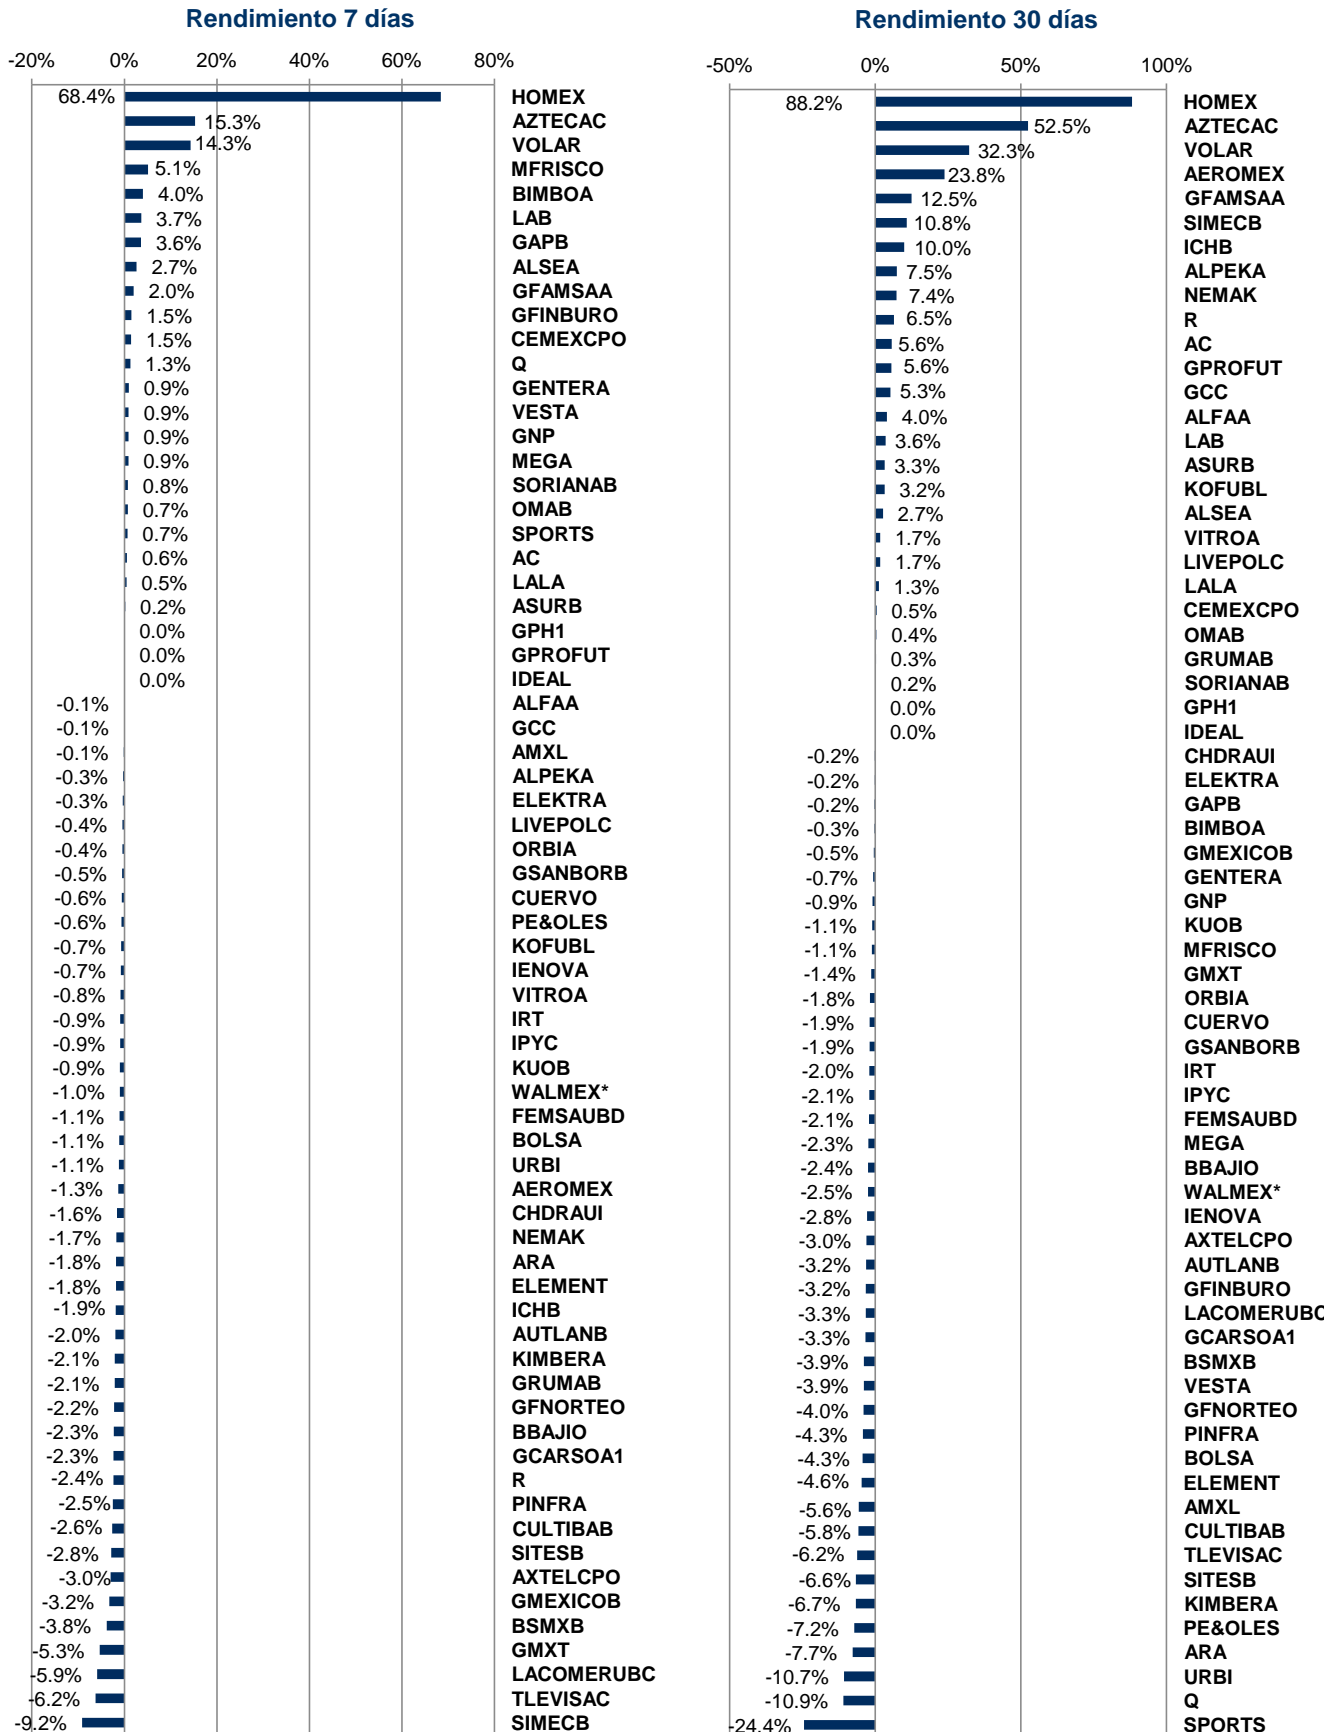 Rendimiento 7 días
-20% 0% 20% 40% 60% 80%
68.4% HOMEX
15.3% AZTECAC
14.3% VOLAR
5.1% MFRISCO
4.0% BIMBOA
3.7% LAB
3.6% GAPB
2.7% ALSEA
2.0% GFAMSAA
1.5% GFINBURO
1.5% CEMEXCPO
1.3% Q
0.9% GENTERA
0.9% VESTA
0.9% GNP
0.9% MEGA
0.8% SORIANAB
0.7% OMAB
0.7% SPORTS
0.6% AC
0.5% LALA
0.2% ASURB
0.0% GPH1
0.0% GPROFUT
0.0% IDEAL
-0.1% ALFAA
-0.1% GCC
-0.1% AMXL
-0.3% ALPEKA
-0.3% ELEKTRA
-0.4% LIVEPOLC
-0.4% ORBIA
-0.5% GSANBORB
-0.6% CUERVO
-0.6% PE&OLES
-0.7% KOFUBL
-0.7% IENOVA
-0.8% VITROA
-0.9% IRT
-0.9% IPYC
-0.9% KUOB
-1.0% WALMEX*
-1.1% FEMSAUBD
-1.1% BOLSA
-1.1% URBI
-1.3% AEROMEX
-1.6% CHDRAUI
-1.7% NEMAK
-1.8% ARA
-1.8% ELEMENT
-1.9% ICHB
-2.0% AUTLANB
-2.1% KIMBERA
-2.1% GRUMAB
-2.2% GFNORTEO
-2.3% BBAJIO
-2.3% GCARSOA1
-2.4% R
-2.5% PINFRA
-2.6% CULTIBAB
-2.8% SITESB
-3.0% AXTELCPO
-3.2% GMEXICOB
-3.8% BSMXB
-5.3% GMXT
-5.9% LACOMERUBC
-6.2% TLEVISAC
-9.2% SIMECB
Rendimiento 30 días
-50% 0% 50% 100%
88.2% HOMEX
52.5% AZTECAC
32.3% VOLAR
23.8% AEROMEX
12.5% GFAMSAA
10.8% SIMECB
10.0% ICHB
7.5% ALPEKA
7.4% NEMAK
6.5% R
5.6% AC
5.6% GPROFUT
5.3% GCC
4.0% ALFAA
3.6% LAB
3.3% ASURB
3.2% KOFUBL
2.7% ALSEA
1.7% VITROA
1.7% LIVEPOLC
1.3% LALA
0.5% CEMEXCPO
0.4% OMAB
0.3% GRUMAB
0.2% SORIANAB
0.0% GPH1
0.0% IDEAL
-0.2% CHDRAUI
-0.2% ELEKTRA
-0.2% GAPB
-0.3% BIMBOA
-0.5% GMEXICOB
-0.7% GENTERA
-0.9% GNP
-1.1% KUOB
-1.1% MFRISCO
-1.4% GMXT
-1.8% ORBIA
-1.9% CUERVO
-1.9% GSANBORB
-2.0% IRT
-2.1% IPYC
-2.1% FEMSAUBD
-2.3% MEGA
-2.4% BBAJIO
-2.5% WALMEX*
-2.8% IENOVA
-3.0% AXTELCPO
-3.2% AUTLANB
-3.2% GFINBURO
-3.3% LACOMERUBC
-3.3% GCARSOA1
-3.9% BSMXB
-3.9% VESTA
-4.0% GFNORTEO
-4.3% PINFRA
-4.3% BOLSA
-4.6% ELEMENT
-5.6% AMXL
-5.8% CULTIBAB
-6.2% TLEVISAC
-6.6% SITESB
-6.7% KIMBERA
-7.2% PE&OLES
-7.7% ARA
-10.7% URBI
-10.9% Q
-24.4% SPORTS